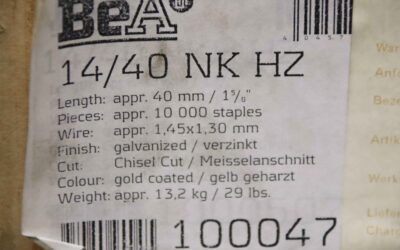 BeA
14/40 NK HZ
Length: appr. 40 mm / 1⁵/₈"
Pieces: appr. 10 000 staples
Wire: appr. 1,45x1,30 mm
Finish: galvanized / verzinkt
Cut: Chisel Cut / Meisselanschnitt
Colour: gold coated / gelb geharzt
Weight: appr. 13,2 kg / 29 lbs.
100047